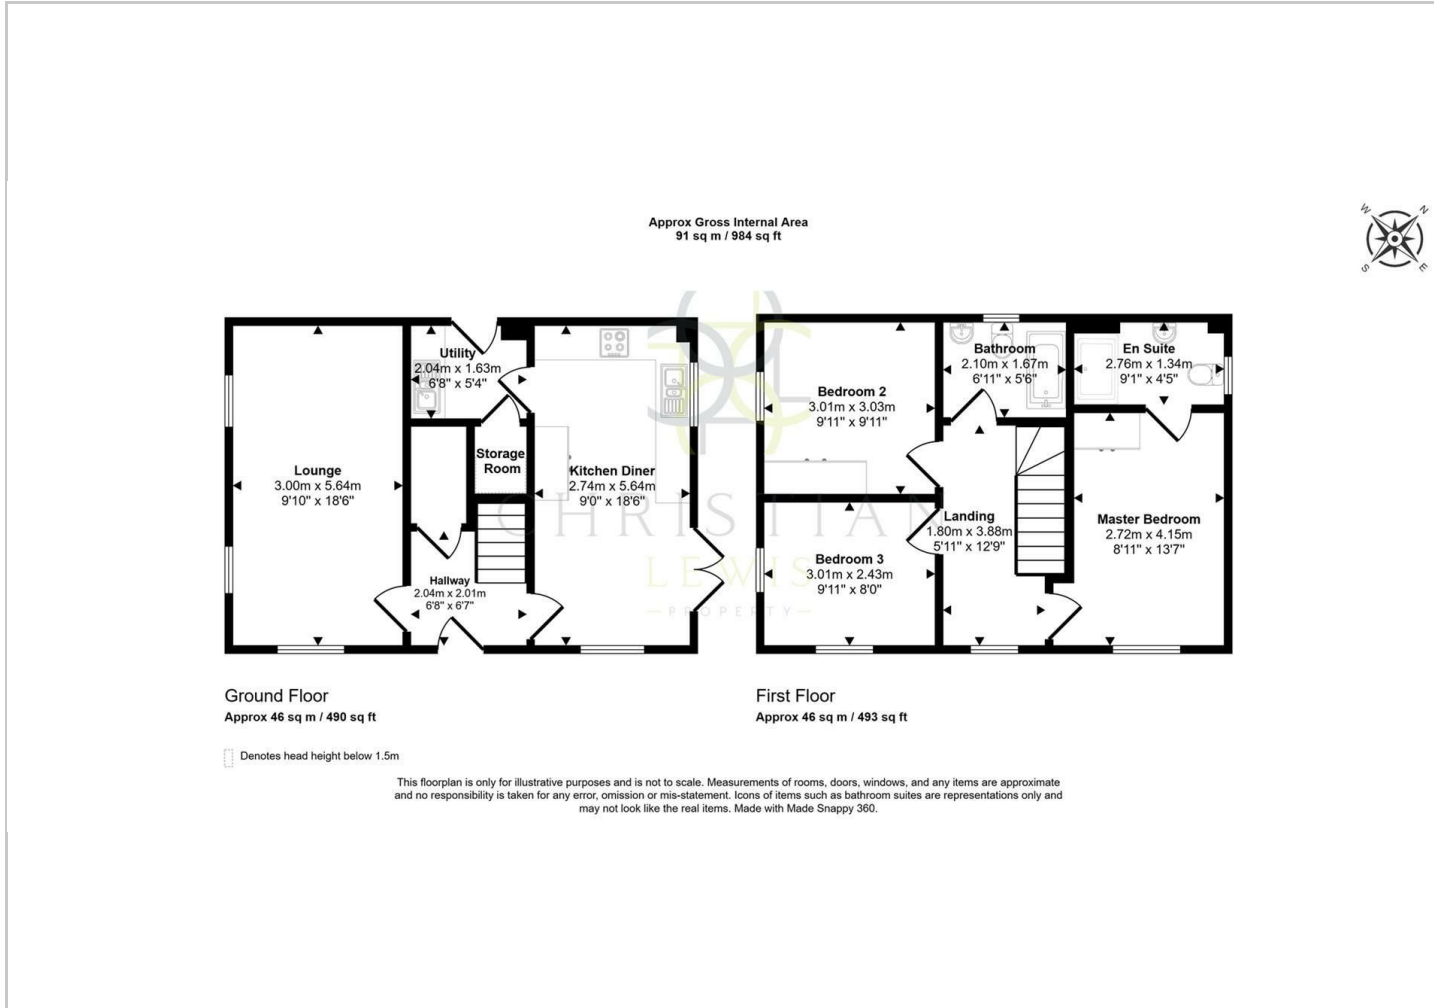 Approx Gross Internal Area
91 sq m / 984 sq ft
W
N
S
E
Utility
2.04m x 1.63m
6'8" x 5'4"
Storage
Room
Lounge
3.00m x 5.64m
9'10" x 18'6"
Kitchen Diner
2.74m x 5.64m
9'0" x 18'6"
Hallway
2.04m x 2.01m
6'8" x 6'7"
Bedroom 2
3.01m x 3.03m
9'11" x 9'11"
Bathroom
2.10m x 1.67m
6'11" x 5'6"
En Suite
2.76m x 1.34m
9'1" x 4'5"
Landing
1.80m x 3.88m
5'11" x 12'9"
Master Bedroom
2.72m x 4.15m
8'11" x 13'7"
Bedroom 3
3.01m x 2.43m
9'11" x 8'0"
CHRISTIAN
LEWIS
PROPERTY
Ground Floor
Approx 46 sq m / 490 sq ft
First Floor
Approx 46 sq m / 493 sq ft
Denotes head height below 1.5m
This floorplan is only for illustrative purposes and is not to scale. Measurements of rooms, doors, windows, and any items are approximate
and no responsibility is taken for any error, omission or mis-statement. Icons of items such as bathroom suites are representations only and
may not look like the real items. Made with Made Snappy 360.